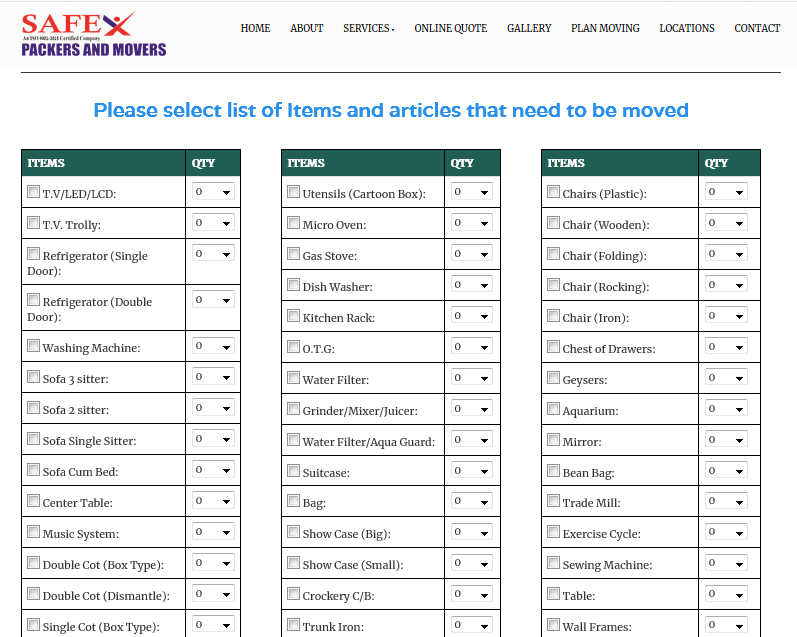 SAFEX
An ISO 9001-2015 Certified Company
PACKERS AND MOVERS
HOME ABOUT SERVICES ONLINE QUOTE GALLERY PLAN MOVING LOCATIONS CONTACT
Please select list of Items and articles that need to be moved
ITEMS QTY
T.V/LED/LCD: 0
T.V. Trolly: 0
Refrigerator (Single
Door): 0
Refrigerator (Double
Door): 0
Washing Machine: 0
Sofa 3 sitter: 0
Sofa 2 sitter: 0
Sofa Single Sitter: 0
Sofa Cum Bed: 0
Center Table: 0
Music System: 0
Double Cot (Box Type): 0
Double Cot (Dismantle): 0
Single Cot (Box Type): 0
ITEMS QTY
Utensils (Cartoon Box): 0
Micro Oven: 0
Gas Stove: 0
Dish Washer: 0
Kitchen Rack: 0
O.T.G: 0
Water Filter: 0
Grinder/Mixer/Juicer: 0
Water Filter/Aqua Guard: 0
Suitcase: 0
Bag: 0
Show Case (Big): 0
Show Case (Small): 0
Crockery C/B: 0
Trunk Iron: 0
ITEMS QTY
Chairs (Plastic): 0
Chair (Wooden): 0
Chair (Folding): 0
Chair (Rocking): 0
Chair (Iron): 0
Chest of Drawers: 0
Geysers: 0
Aquarium: 0
Mirror: 0
Bean Bag: 0
Trade Mill: 0
Exercise Cycle: 0
Sewing Machine: 0
Table: 0
Wall Frames: 0